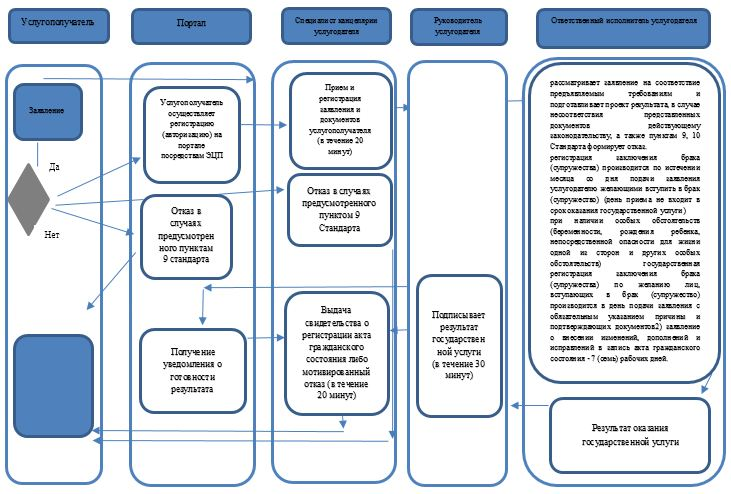 Услугополучатель
Портал
Специалист канцелярии
услугодателя
Руководитель
услугодателя
Ответственный исполнитель услугодателя
Заявление
Да
Нет
Услугополучатель
осуществляет
регистрацию
(авторизацию) на
портале
посредствам ЭЦП
Отказ в
случаях
предусмотрен
ного пунктам
9 стандарта
Получение
уведомления о
готовности
результата
Прием и
регистрация
заявления и
документов
услугополучателя
(в течение 20
минут)
Отказ в случаях
предусмотренного
пунктом 9
Стандарта
Выдача
свидетельства о
регистрации акта
гражданского
состояния либо
мотивированный
отказ (в течение
20 минут)
Подписывает
результат
государствен
ной услуги
(в течение 30
минут)
рассматривает заявление на соответствие
предъявляемым требованиям и
подготавливает проект результата, в случае
несоответствия представленных
документов действующему
законодательству, а также пунктам 9, 10
Стандарта формирует отказ.
регистрация заключения брака
(супружества) производится по истечении
месяца со дня подачи заявления
услугодателю желающими вступить в брак
(супружество) (день приема не входит в
срок оказания государственной услуги)
при наличии особых обстоятельств
(беременности, рождения ребенка,
непосредственной опасности для жизни
одной из сторон и других особых
обстоятельств) государственная
регистрация заключения брака
(супружества) по желанию лиц,
вступающих в брак (супружество)
производится в день подачи заявления с
обязательным указанием причины и
подтверждающих документов2) заявление
о внесении изменений, дополнений и
исправлений в запись акта гражданского
состояния - 7 (семь) рабочих дней.
Результат оказания
государственной услуги